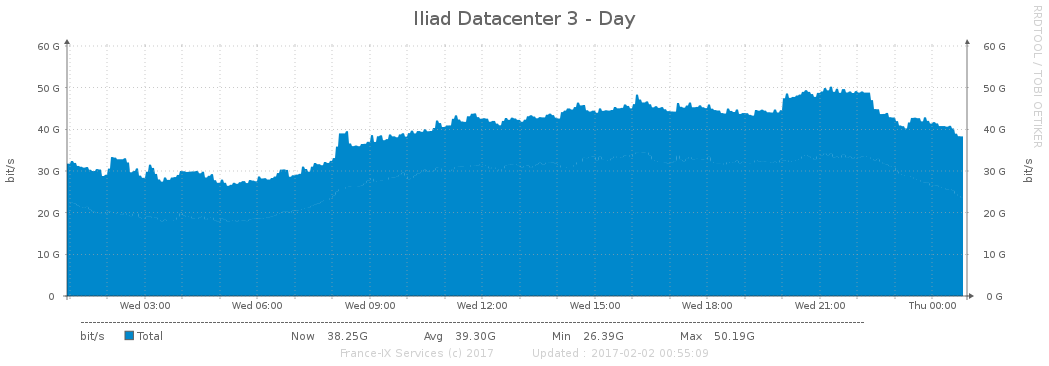 Iliad Datacenter 3 - Day
RRDTOOL / TOBI OETIKER
60 G 60 G
50 G 50 G
40 G 40 G
30 G 30 G
20 G 20 G
10 G 10 G
0 0 G
bit/s bit/s
Wed 03:00 Wed 06:00 Wed 09:00 Wed 12:00 Wed 15:00 Wed 18:00 Wed 21:00 Thu 00:00
bit/s Total Now 38.25G Avg 39.30G Min 26.39G Max 50.19G
France-IX Services (c) 2017 Updated : 2017-02-02 00:55:09